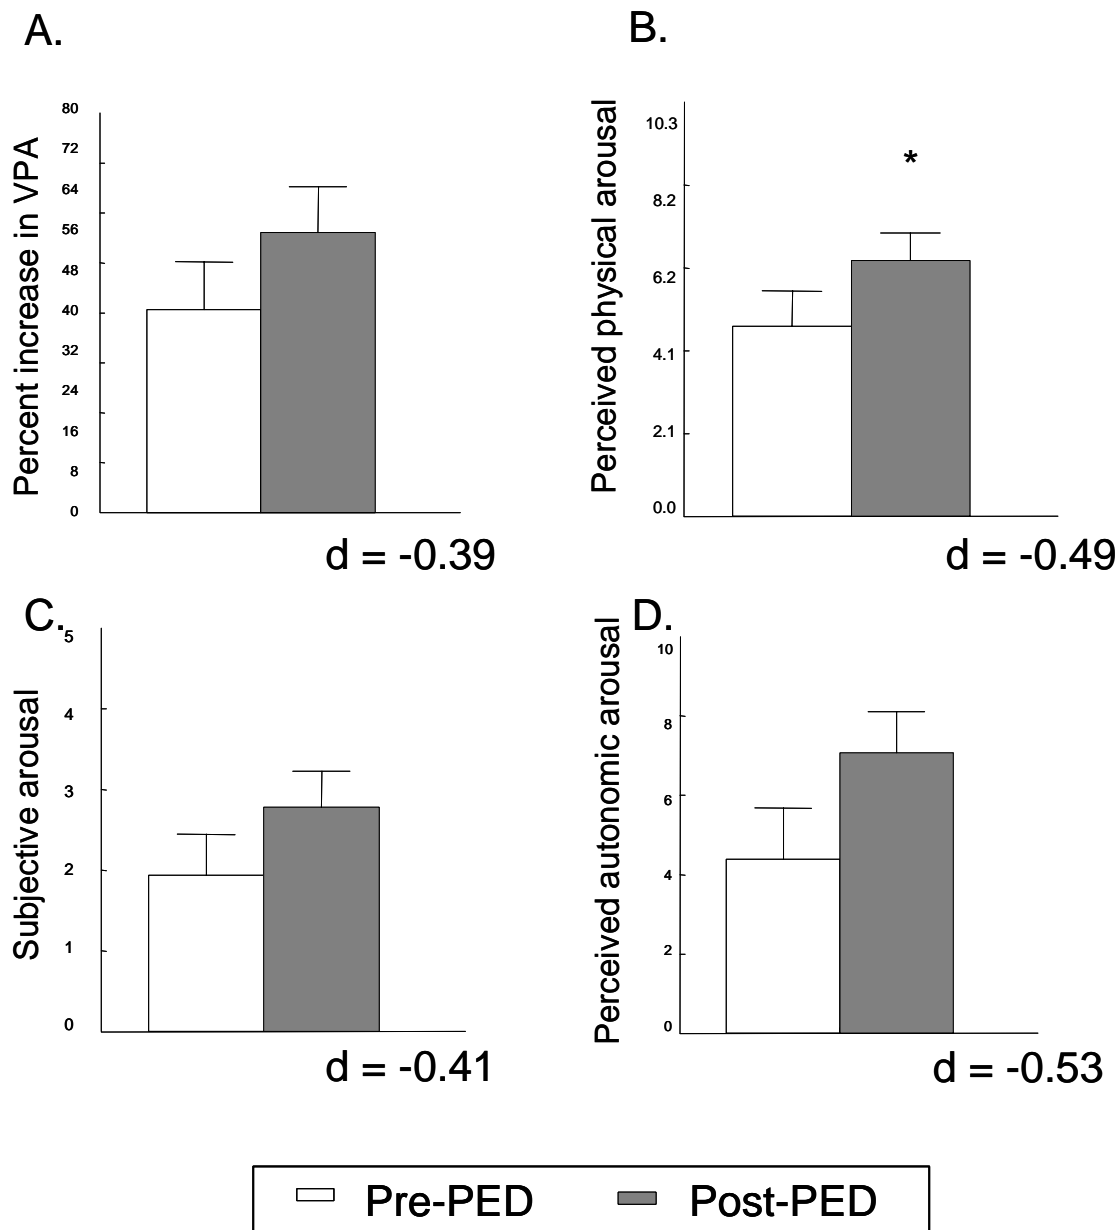 A.
Percent increase in VPA
80
72
64
56
48
40
32
24
16
8
0
d = -0.39
B.
Perceived physical arousal
10.3
8.2
6.2
4.1
2.1
0.0
*
d = -0.49
C.
Subjective arousal
5
4
3
2
1
0
d = -0.41
D.
Perceived autonomic arousal
10
8
6
4
2
0
d = -0.53
Pre-PED
Post-PED